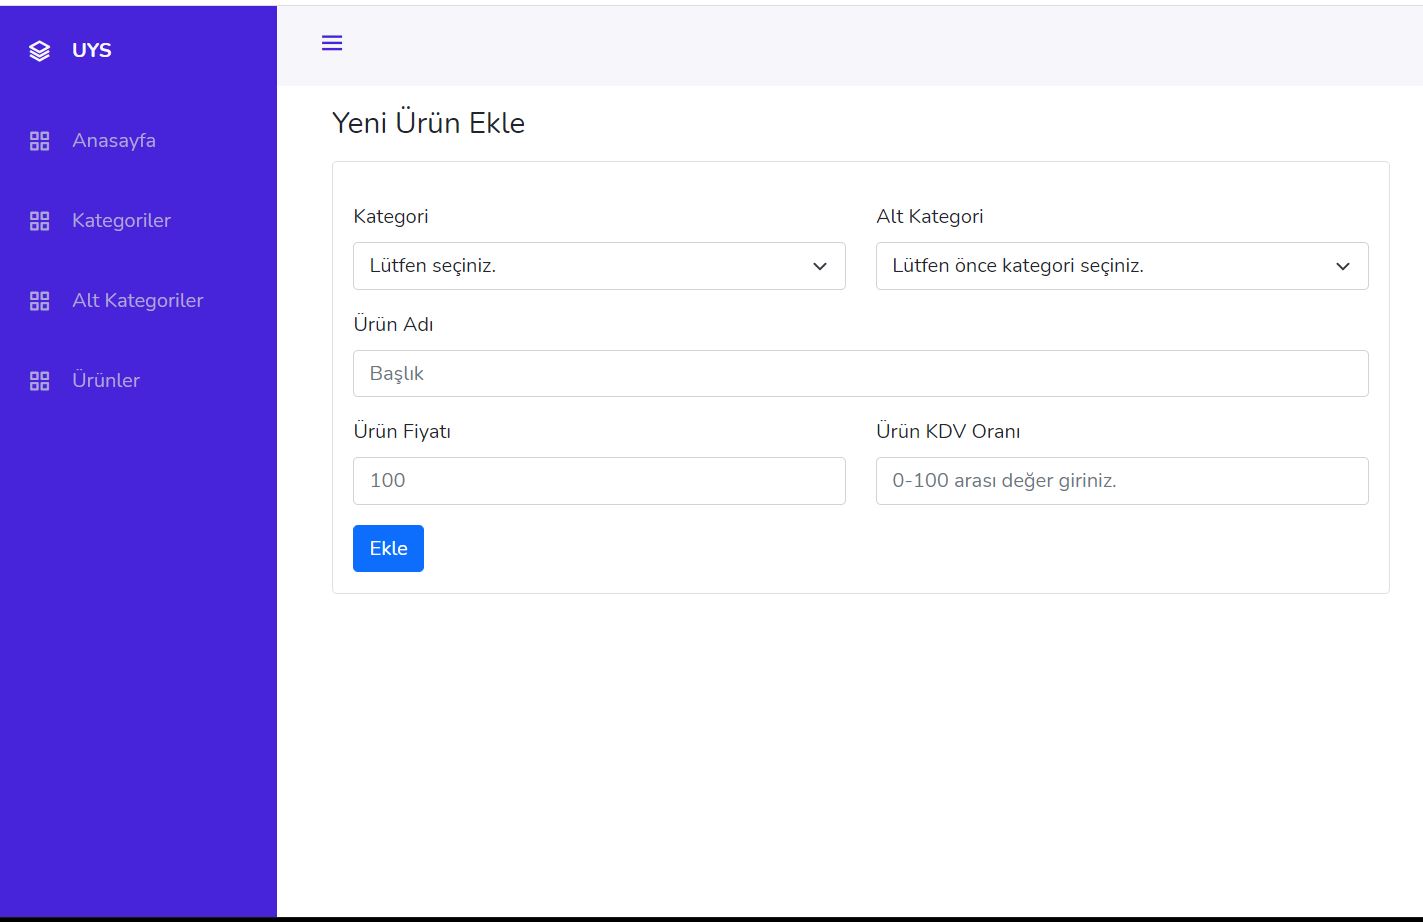 UYS
Anasayfa
Kategoriler
Alt Kategoriler
Ürünler
Yeni Ürün Ekle
Kategori
Lütfen seçiniz.
Alt Kategori
Lütfen önce kategori seçiniz.
Ürün Adı
Başlık
Ürün Fiyatı
100
Ürün KDV Oranı
0-100 arası değer giriniz.
Ekle